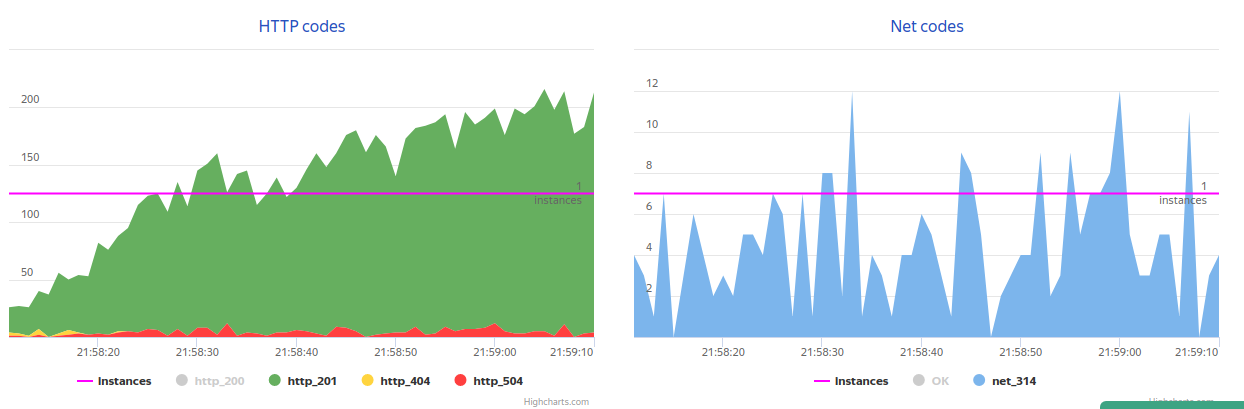 HTTP codes
200
150
100
50
1
instances
21:58:20 21:58:30 21:58:40 21:58:50 21:59:00 21:59:10
Instances http_200 http_201 http_404 http_504
Highcharts.com
Net codes
12
10
8
6
4
2
1
instances
21:58:20 21:58:30 21:58:40 21:58:50 21:59:00 21:59:10
Instances OK net_314
Highcharts.com